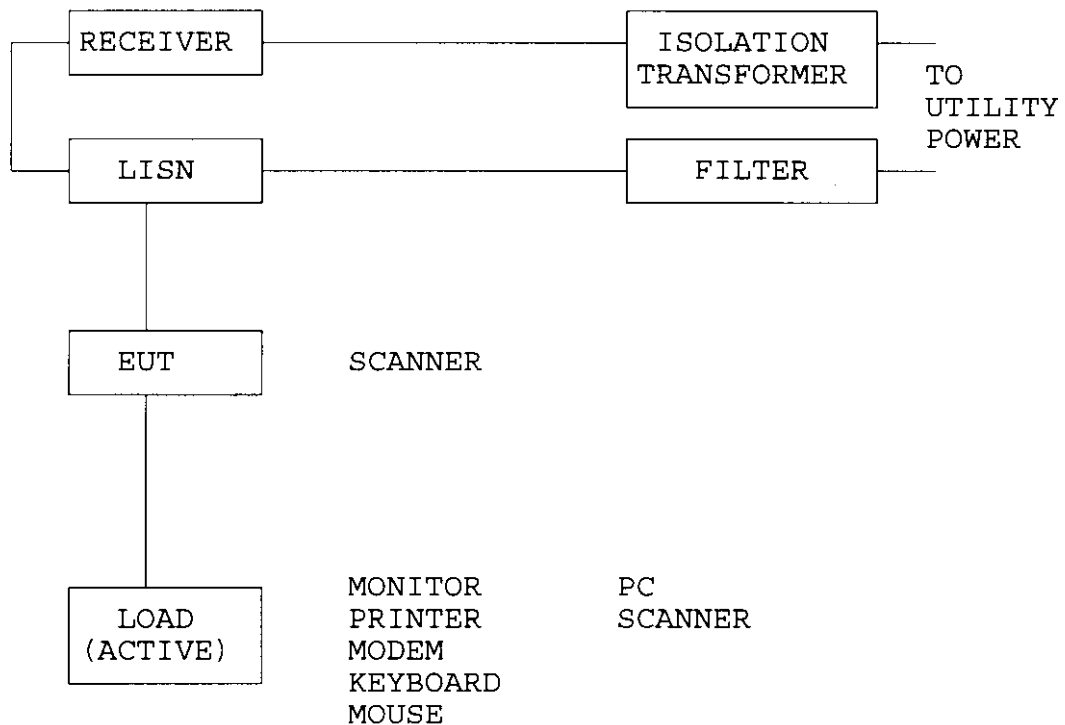 RECEIVER
ISOLATION
TRANSFORMER
TO
UTILITY
POWER
LISN
FILTER
EUT
SCANNER
LOAD
(ACTIVE)
MONITOR
PRINTER
MODEM
KEYBOARD
MOUSE
PC
SCANNER